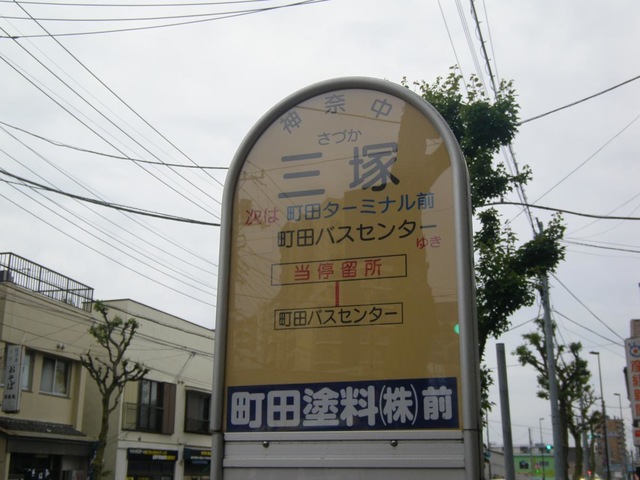 神奈中
さづか
三塚
次は 町田ターミナル前
町田バスセンター ゆき
当停留所
町田バスセンター
町田塗料(株)前